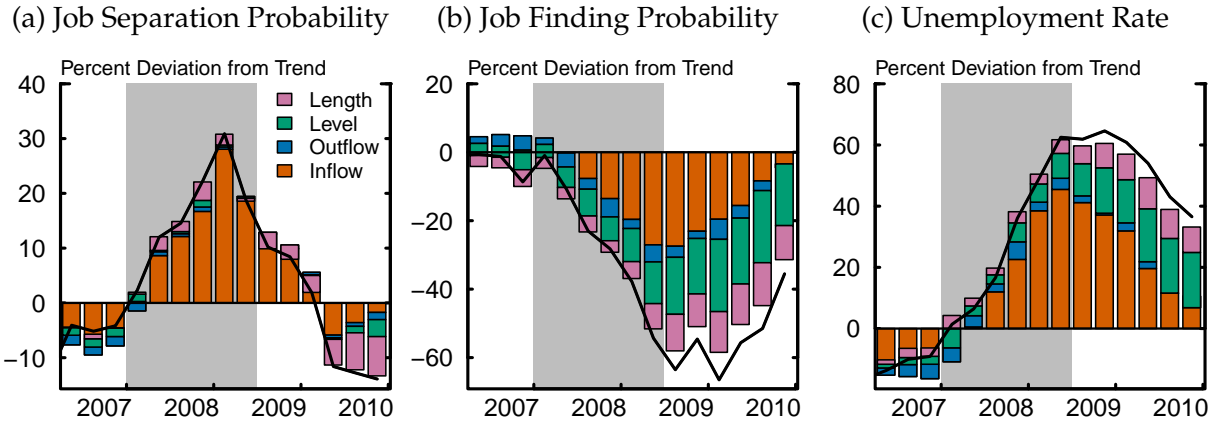 (a) Job Separation Probability
(b) Job Finding Probability
(c) Unemployment Rate
Percent Deviation from Trend
40
30
20
10
0
−10
Length
Level
Outflow
Inflow
2007 2008 2009 2010
Percent Deviation from Trend
20
0
−20
−40
−60
2007 2008 2009 2010
Percent Deviation from Trend
80
60
40
20
0
2007 2008 2009 2010